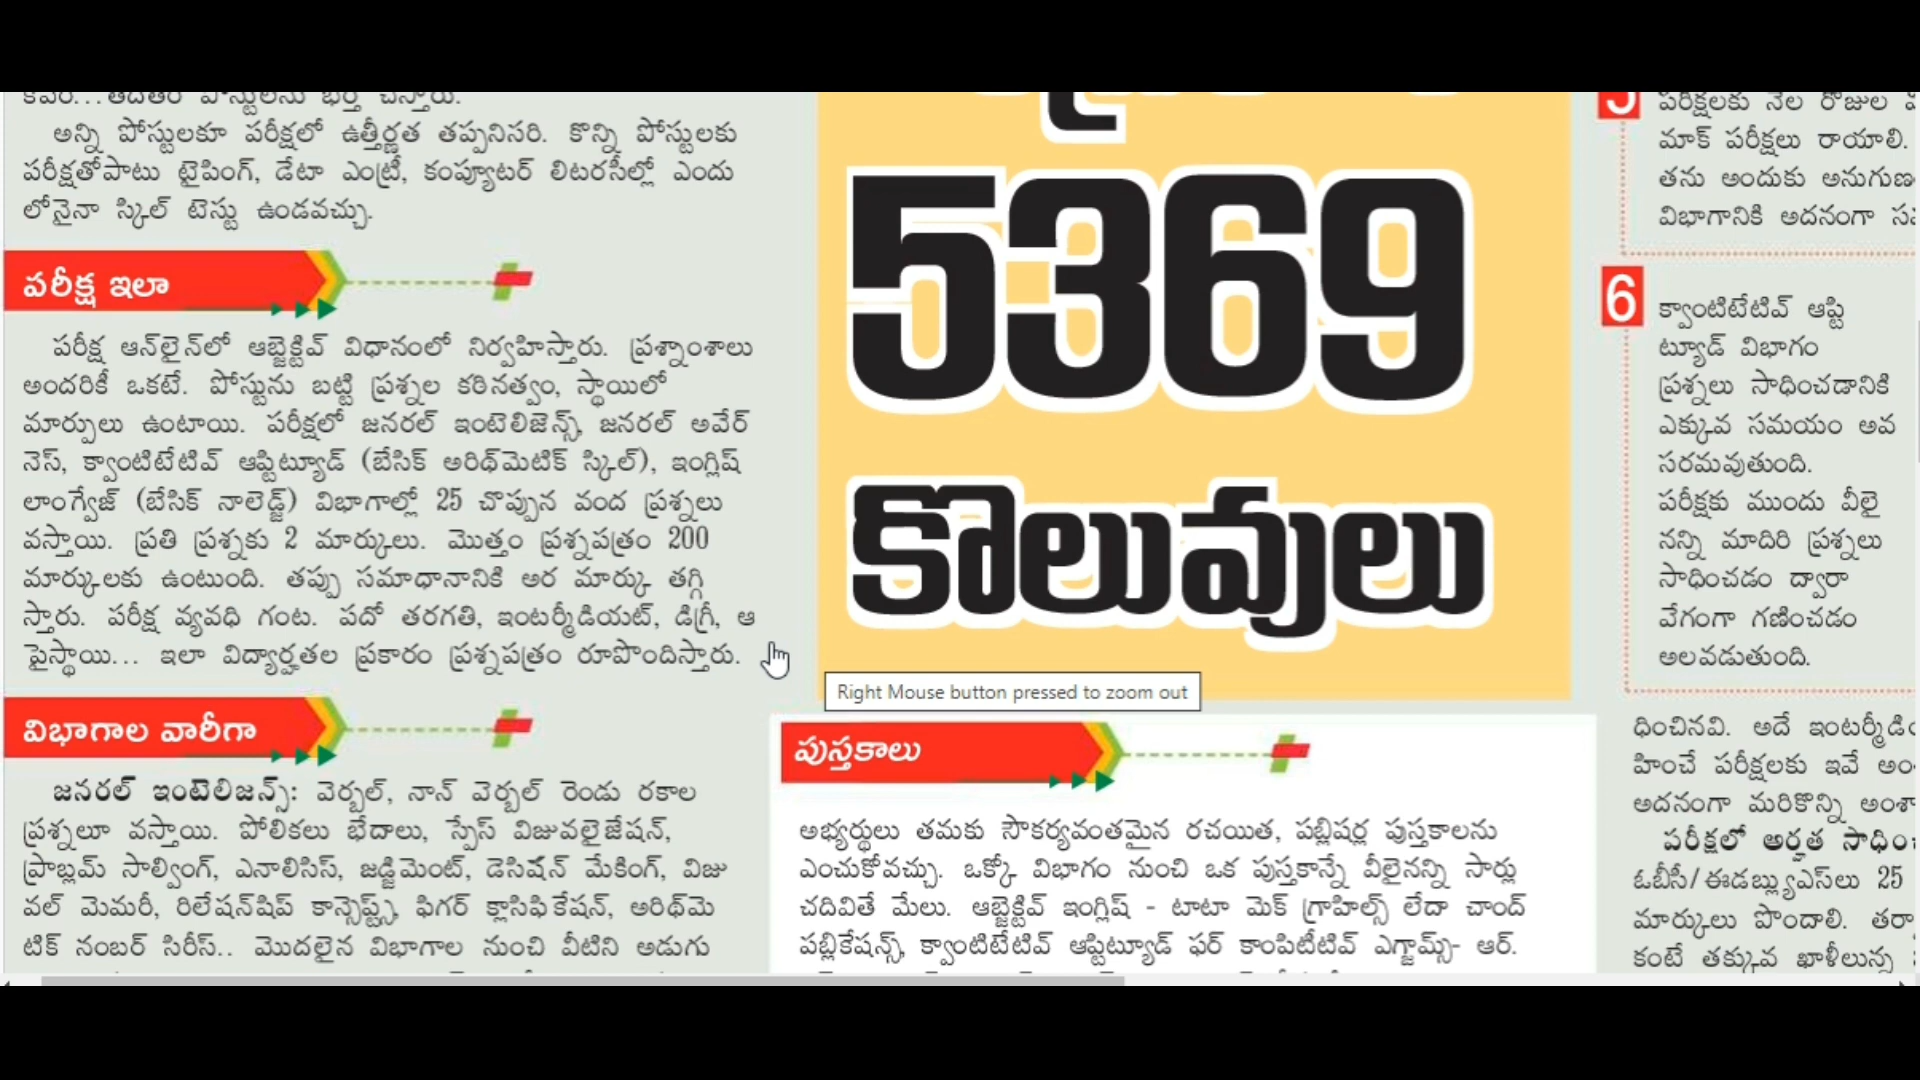 పోస్టులను భర్తీ చేస్తారు.
అన్ని పోస్టులకూ పరీక్షలో ఉత్తీర్ణత తప్పనిసరి. కొన్ని పోస్టులకు
పరీక్షతోపాటు టైపింగ్, డేటా ఎంట్రీ, కంప్యూటర్ లిటరసీల్లో ఎందు
లోనైనా స్కిల్ టెస్టు ఉండవచ్చు.
పరీక్ష ఇలా
పరీక్ష ఆన్‌లైన్‌లో ఆబ్జెక్టివ్ విధానంలో నిర్వహిస్తారు. ప్రశ్నాంశాలు
అందరికీ ఒకటే. పోస్టును బట్టి ప్రశ్నల కఠినత్వం, స్థాయిలో
మార్పులు ఉంటాయి. పరీక్షలో జనరల్ ఇంటెలిజెన్స్, జనరల్ అవేర్
నెస్, క్వాంటిటేటివ్ ఆప్టిట్యూడ్ (బేసిక్ అరిథ్‌మెటిక్ స్కిల్), ఇంగ్లిష్
లాంగ్వేజ్ (బేసిక్ నాలెడ్జ్) విభాగాల్లో 25 చొప్పున వంద ప్రశ్నలు
వస్తాయి. ప్రతి ప్రశ్నకు 2 మార్కులు. మొత్తం ప్రశ్నపత్రం 200
మార్కులకు ఉంటుంది. తప్పు సమాధానానికి అర మార్కు తగ్గి
స్తారు. పరీక్ష వ్యవధి గంట. పదో తరగతి, ఇంటర్మీడియట్, డిగ్రీ, ఆ
పైస్థాయి... ఇలా విద్యార్హతల ప్రకారం ప్రశ్నపత్రం రూపొందిస్తారు.
విభాగాల వారీగా
జనరల్ ఇంటెలిజన్స్: వెర్బల్, నాన్ వెర్బల్ రెండు రకాల
ప్రశ్నలూ వస్తాయి. పోలికలు భేదాలు, స్పేస్ విజువలైజేషన్,
ప్రాబ్లమ్ సాల్వింగ్, ఎనాలిసిస్, జడ్జిమెంట్, డెసిషన్ మేకింగ్, విజు
వల్ మెమరీ, రిలేషన్‌షిప్ కాన్సెప్ట్స్, ఫిగర్ క్లాసిఫికేషన్, అరిథ్‌మె
టిక్ నంబర్ సిరీస్.. మొదలైన విభాగాల నుంచి వీటిని అడుగు
5369
కొలువులు
Right Mouse button pressed to zoom out
పుస్తకాలు
అభ్యర్థులు తమకు సౌకర్యవంతమైన రచయిత, పబ్లిషర్ల పుస్తకాలను
ఎంచుకోవచ్చు. ఒక్కో విభాగం నుంచి ఒక పుస్తకాన్నే వీలైనన్ని సార్లు
చదివితే మేలు. ఆబ్జెక్టివ్ ఇంగ్లిష్ - టాటా మెక్ గ్రాహిల్స్ లేదా చాంద్
పబ్లికేషన్స్, క్వాంటిటేటివ్ ఆప్టిట్యూడ్ ఫర్ కాంపిటీటివ్ ఎగ్జామ్స్- ఆర్.
5
పరీక్షలకు నెల రోజుల
మాక్ పరీక్షలు రాయాలి.
తను అందుకు అనుగుణ
విభాగానికి అదనంగా
6
క్వాంటిటేటివ్ ఆప్టి
ట్యూడ్ విభాగం
ప్రశ్నలు సాధించడానికి
ఎక్కువ సమయం అవ
సరమవుతుంది.
పరీక్షకు ముందు వీలై
నన్ని మాదిరి ప్రశ్నలు
సాధించడం ద్వారా
వేగంగా గణించడం
అలవడుతుంది.
ధించినవి. అదే
హించే పరీక్షలకు ఇవే
అదనంగా మరికొన్ని
పరీక్షలో అర్హత
ఓబీసీ/ఈడబ్ల్యుఎస్‌లు 25
మార్కులు పొందాలి.
కంటే తక్కువ ఖాళీలున్న